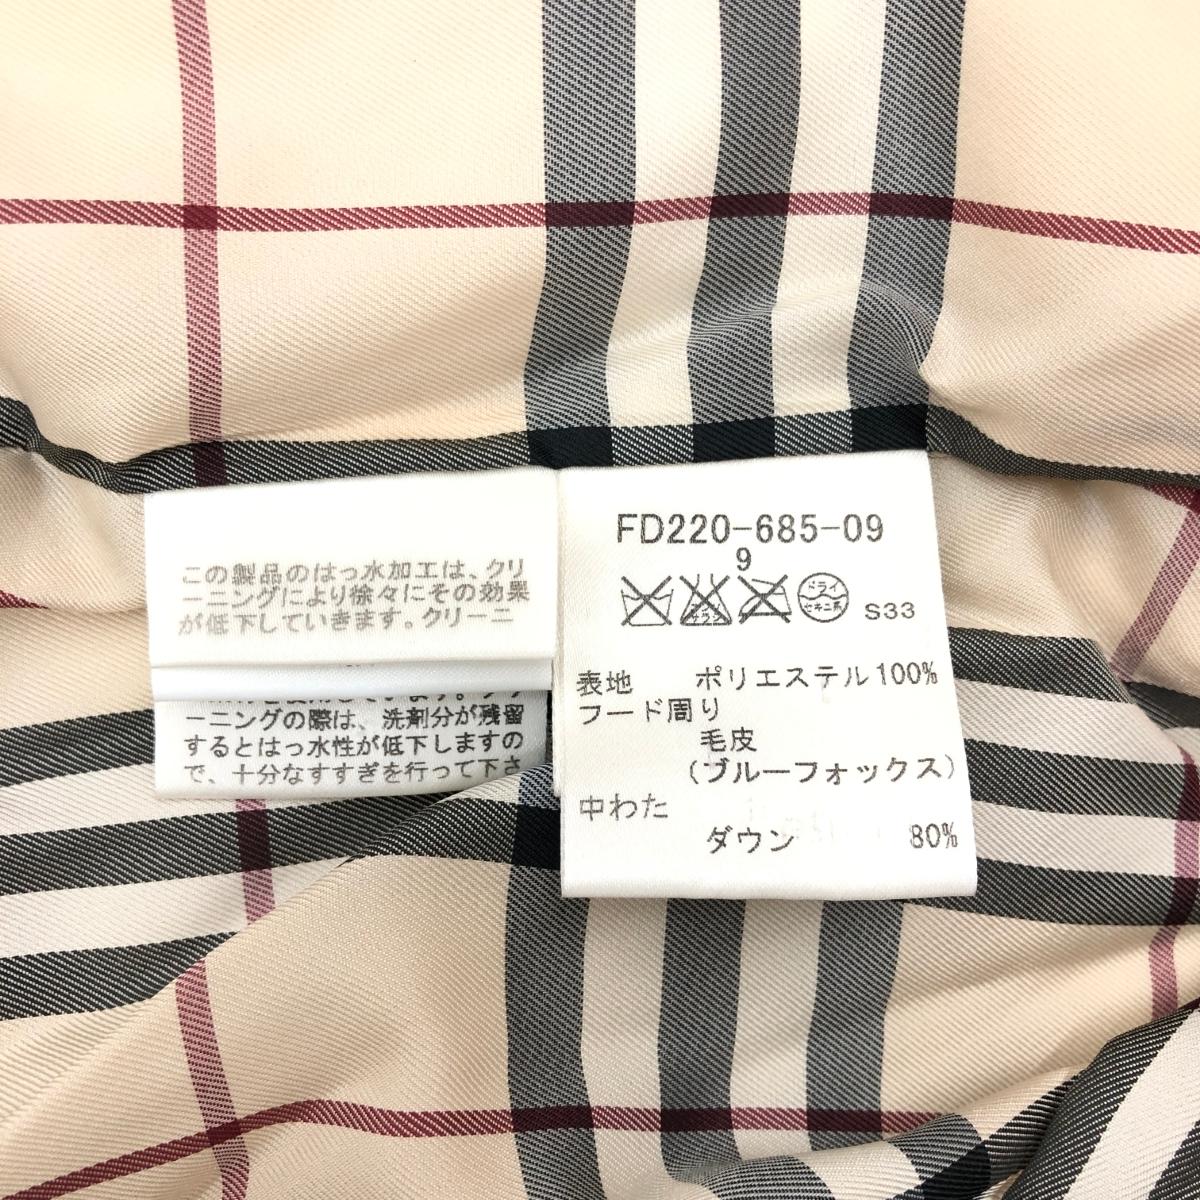 この製品のはっ水加工は、クリ
ーニングにより徐々にその効果
が低下していきます。クリーニ
ーニングの際は、洗剤分が残留
するとはっ水性が低下しますの
で、十分なすすぎを行って下さ
FD220-685-09
9
エンソサラシ
ドライ
セキユ系
S33
表地 ポリエステル100%
フード周り
毛皮
(ブルーフォックス)
中わた
ダウン 80%